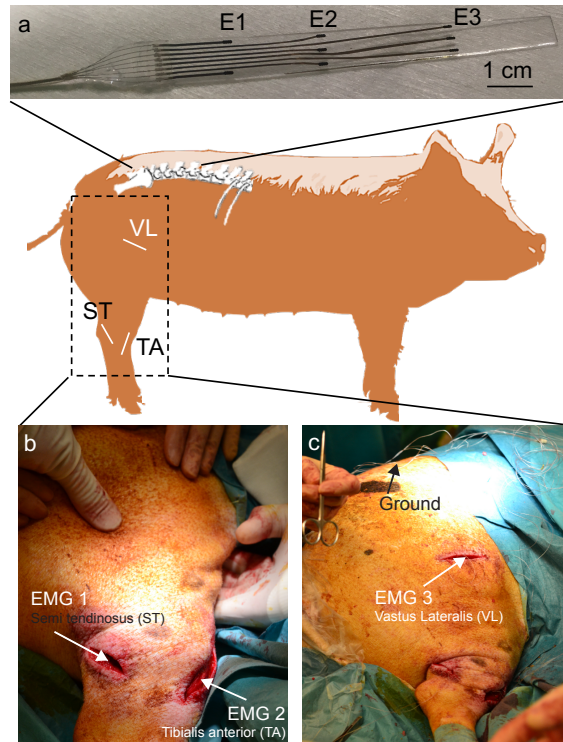 a
E1
E2
E3
1 cm
VL
ST
TA
b
EMG 1
Semi tendinosus (ST)
EMG 2
Tibialis anterior (TA)
c
Ground
EMG 3
Vastus Lateralis (VL)